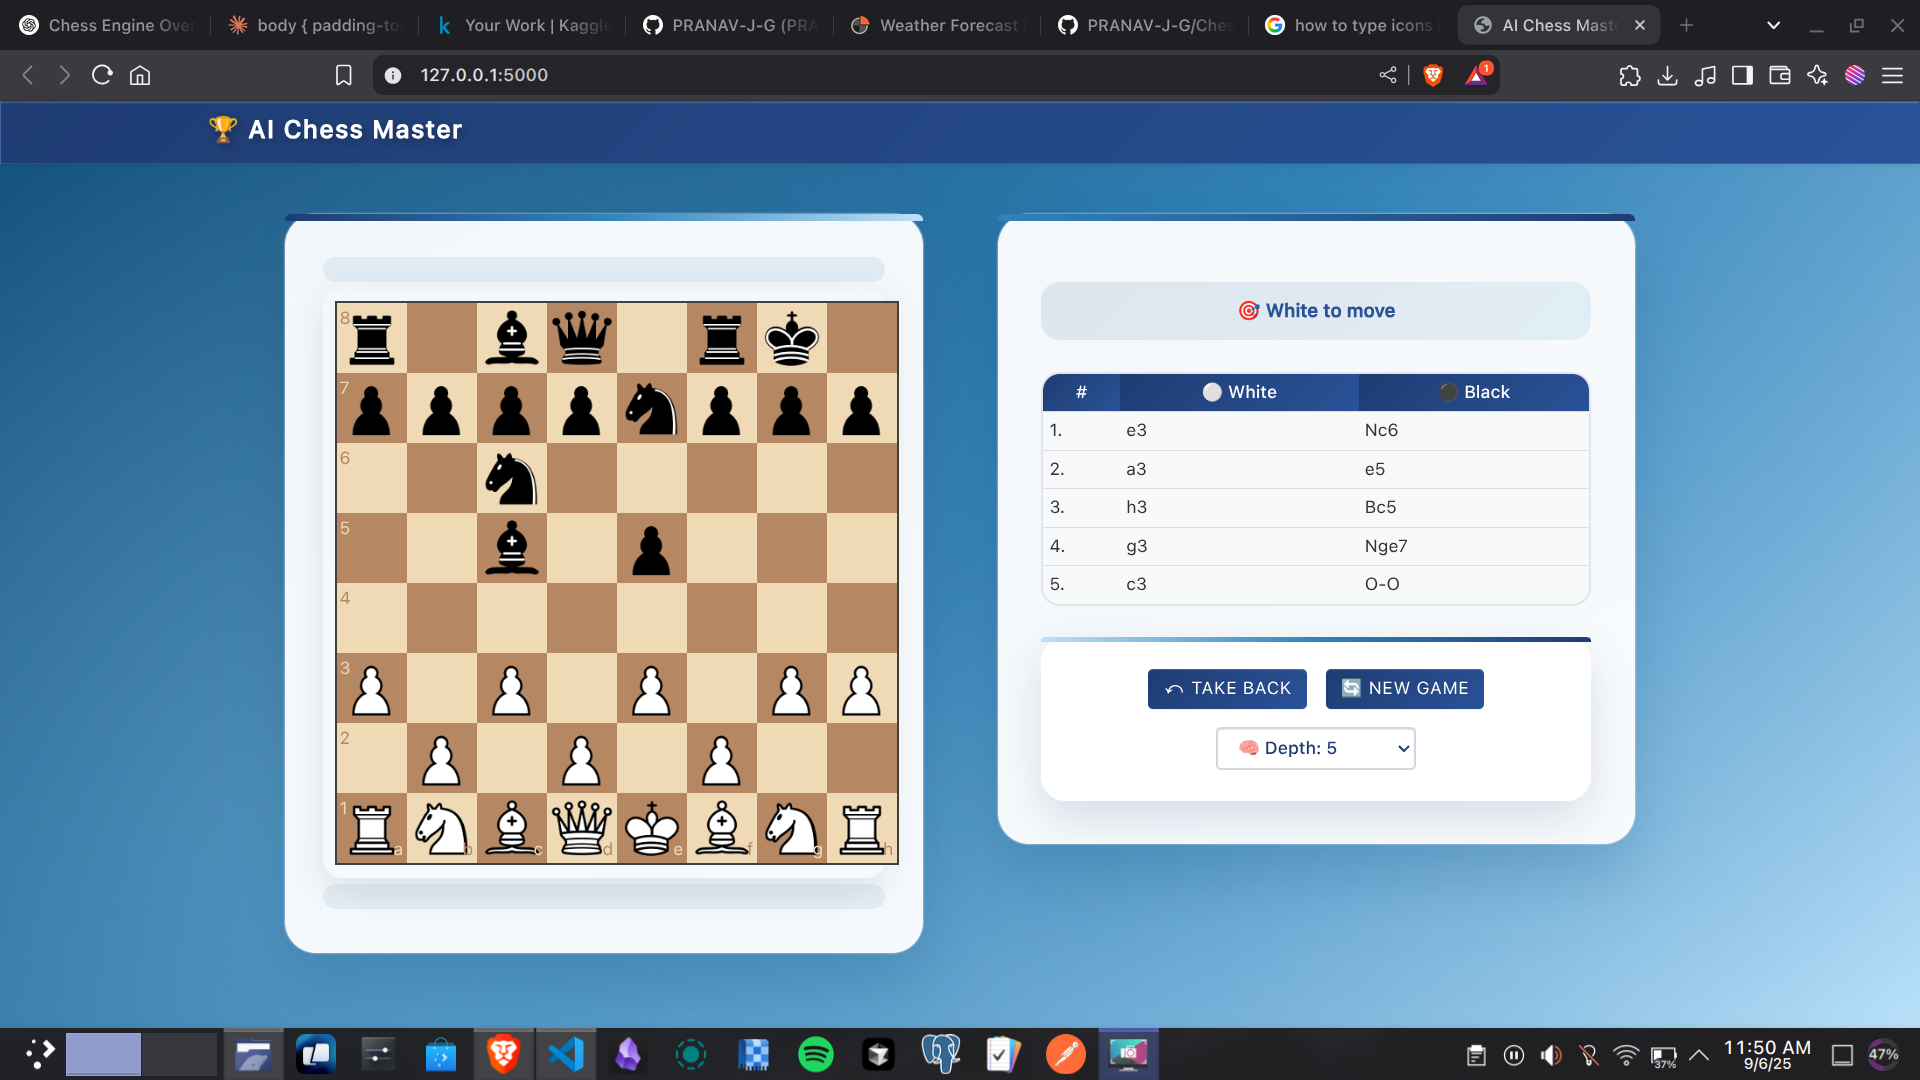 Chess Engine Over
body { padding-to
Your Work | Kaggle
PRANAV-J-G (PRA
Weather Forecast
PRANAV-J-G/Ches
how to type icons
AI Chess Maste
127.0.0.1:5000
1
🏆 AI Chess Master
8
7
6
5
4
3
2
1
a b c d e f g h
🎯 White to move
# ⚪ White ⚫ Black
1. e3 Nc6
2. a3 e5
3. h3 Bc5
4. g3 Nge7
5. c3 O-O
TAKE BACK
NEW GAME
🧠 Depth: 5
37%
11:50 AM
9/6/25
47%